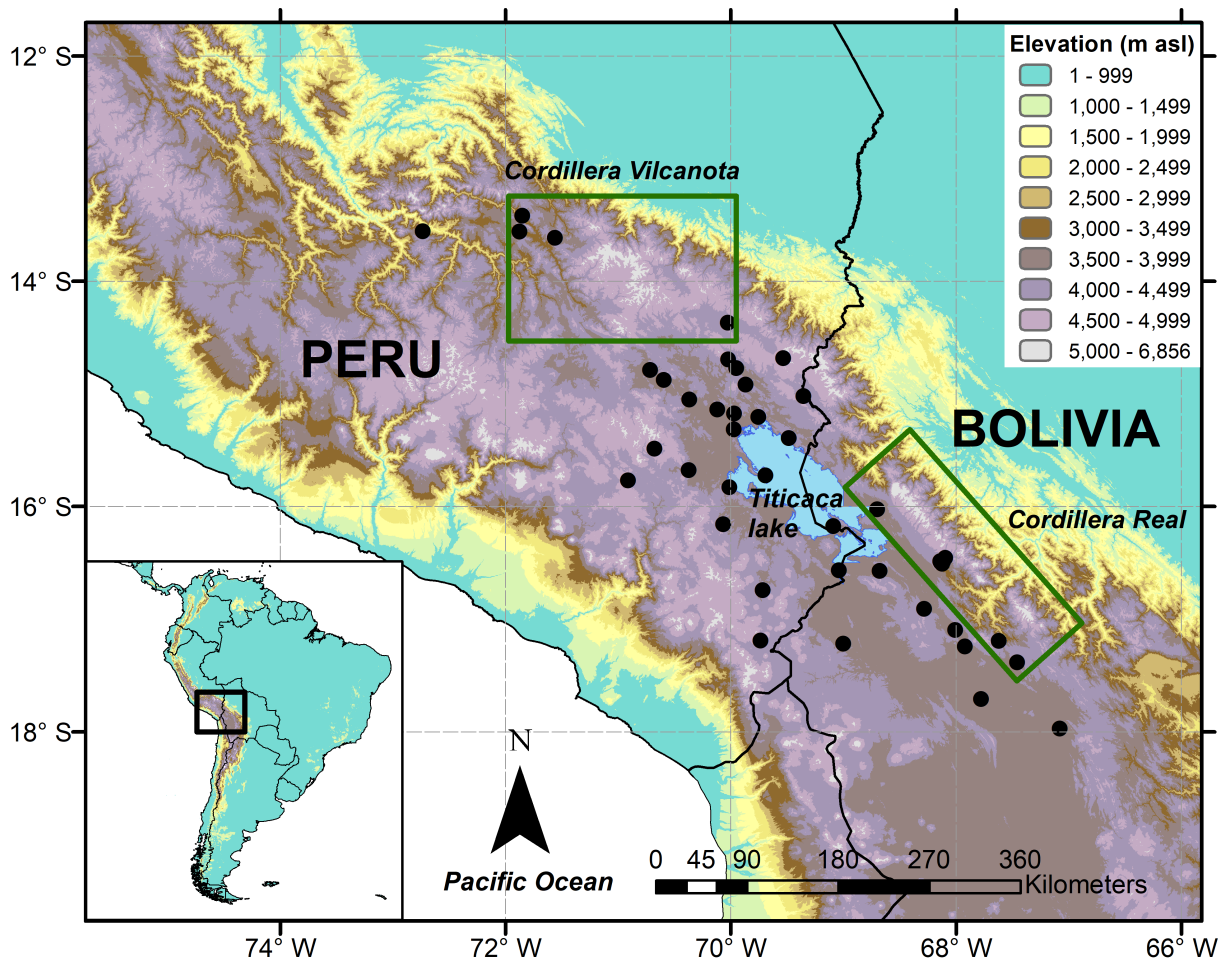 12° S
14° S
16° S
18° S
Elevation (m asl)
1 - 999
1,000 - 1,499
1,500 - 1,999
2,000 - 2,499
2,500 - 2,999
3,000 - 3,499
3,500 - 3,999
4,000 - 4,499
4,500 - 4,999
5,000 - 6,856
Cordillera Vilcanota
PERU
BOLIVIA
Titicaca
lake
Cordillera Real
N
Pacific Ocean
0 45 90 180 270 360
Kilometers
74° W 72° W 70° W 68° W 66° W